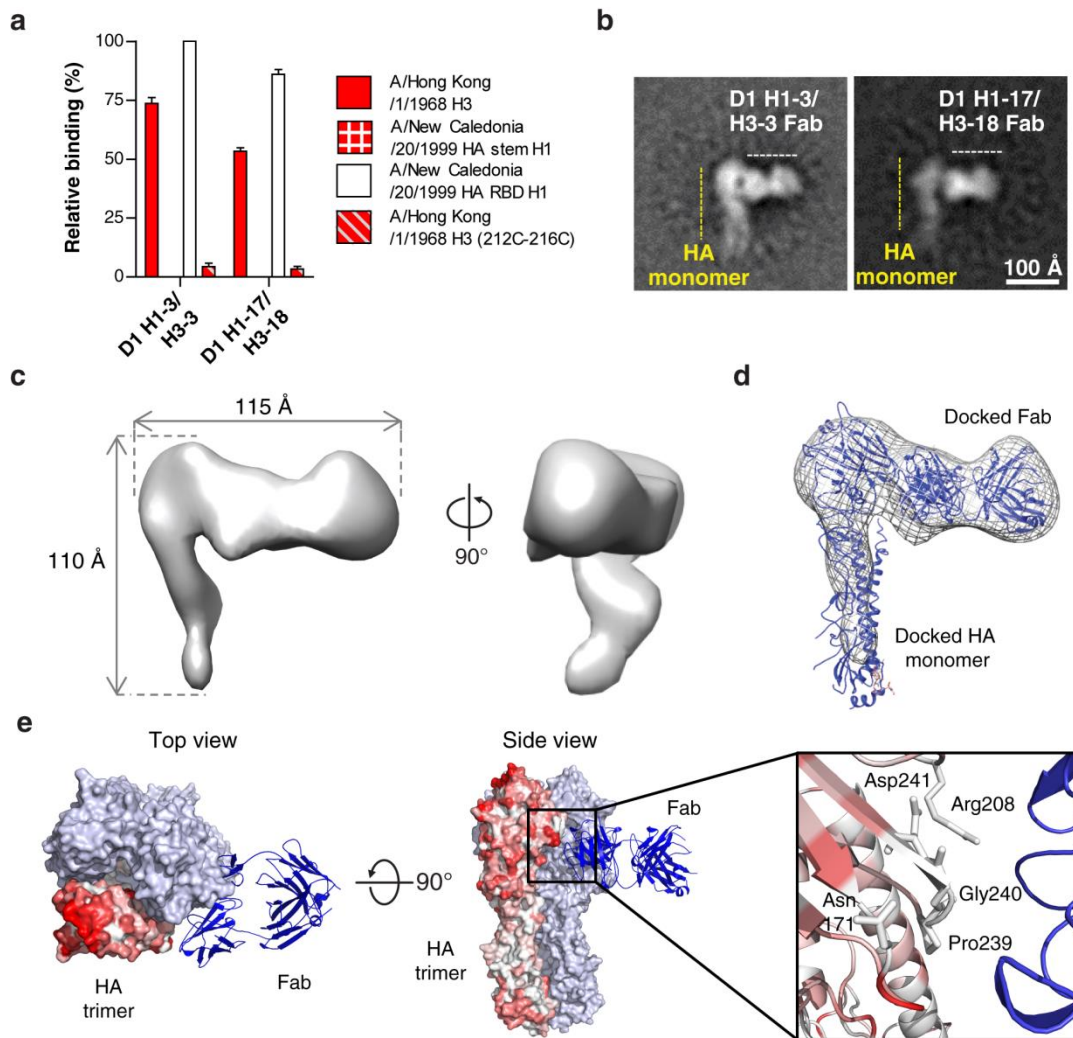 a
Relative binding (%)
100
75
50
25
0
D1 H1-3/
H3-3
D1 H1-17/
H3-18
A/Hong Kong
/1/1968 H3
A/New Caledonia
/20/1999 HA stem H1
A/New Caledonia
/20/1999 HA RBD H1
A/Hong Kong
/1/1968 H3 (212C-216C)
b
D1 H1-3/
H3-3 Fab
HA
monomer
D1 H1-17/
H3-18 Fab
HA
monomer
100 Å
c
115 Å
110 Å
90°
d
Docked Fab
Docked HA
monomer
e
Top view
HA
trimer
Fab
90°
Side view
Fab
HA
trimer
Asp241
Arg208
Asn
171
Gly240
Pro239